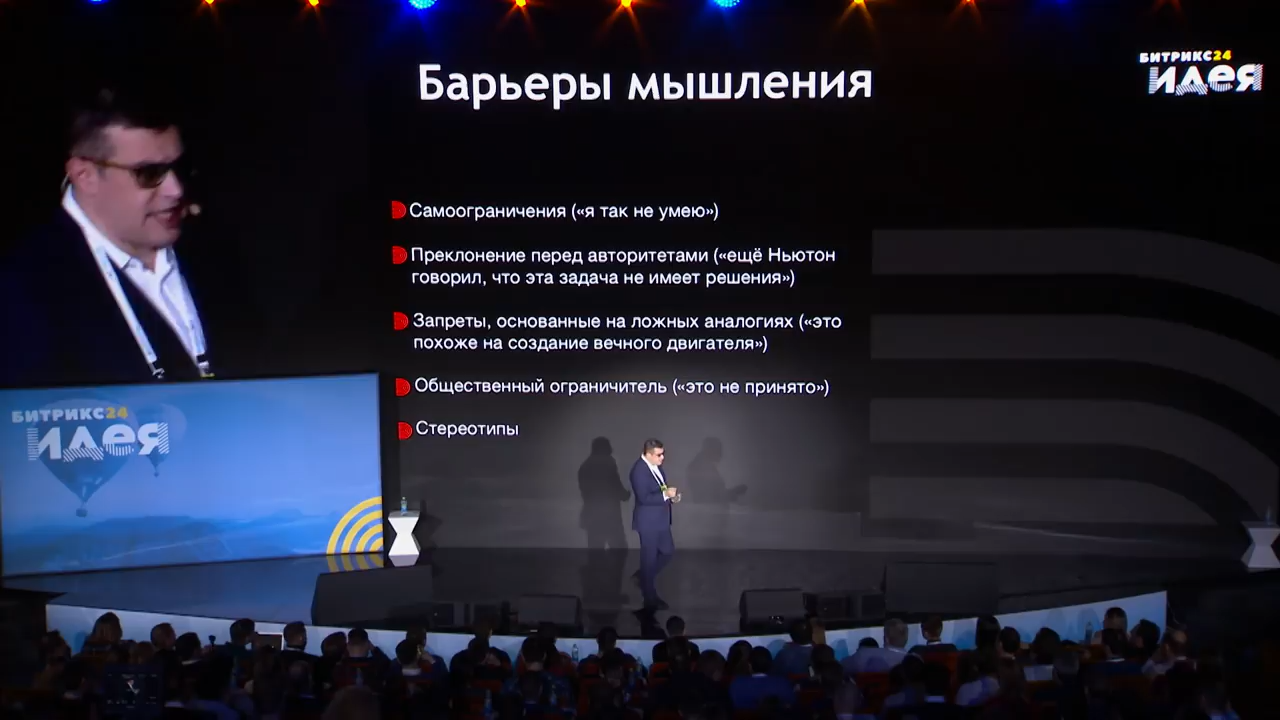 Барьеры мышления
БИТРИКС24
идея
Самоограничения («я так не умею»)
Преклонение перед авторитетами («ещё Ньютон
говорил, что эта задача не имеет решения»)
Запреты, основанные на ложных аналогиях («это
похоже на создание вечного двигателя»)
Общественный ограничитель («это не принято»)
Стереотипы
БИТРИКС24
идея